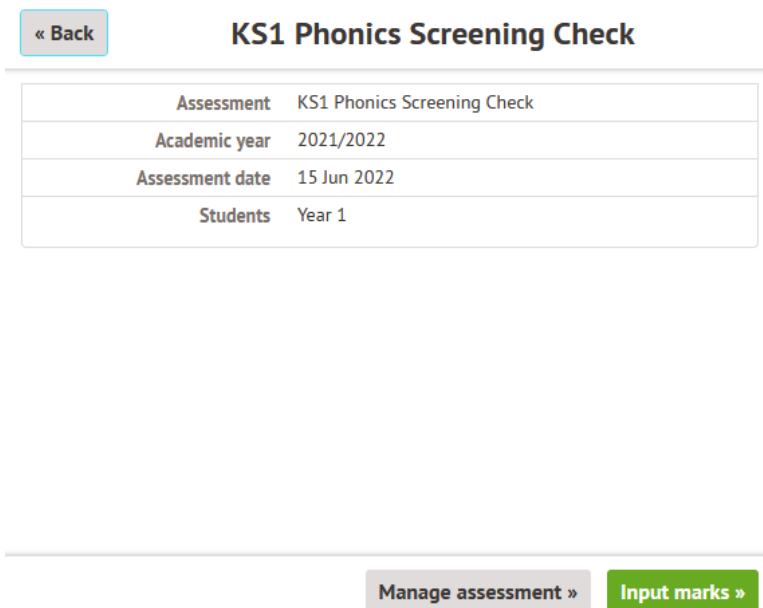 « Back
KS1 Phonics Screening Check
Assessment KS1 Phonics Screening Check
Academic year 2021/2022
Assessment date 15 Jun 2022
Students Year 1
Manage assessment »
Input marks »